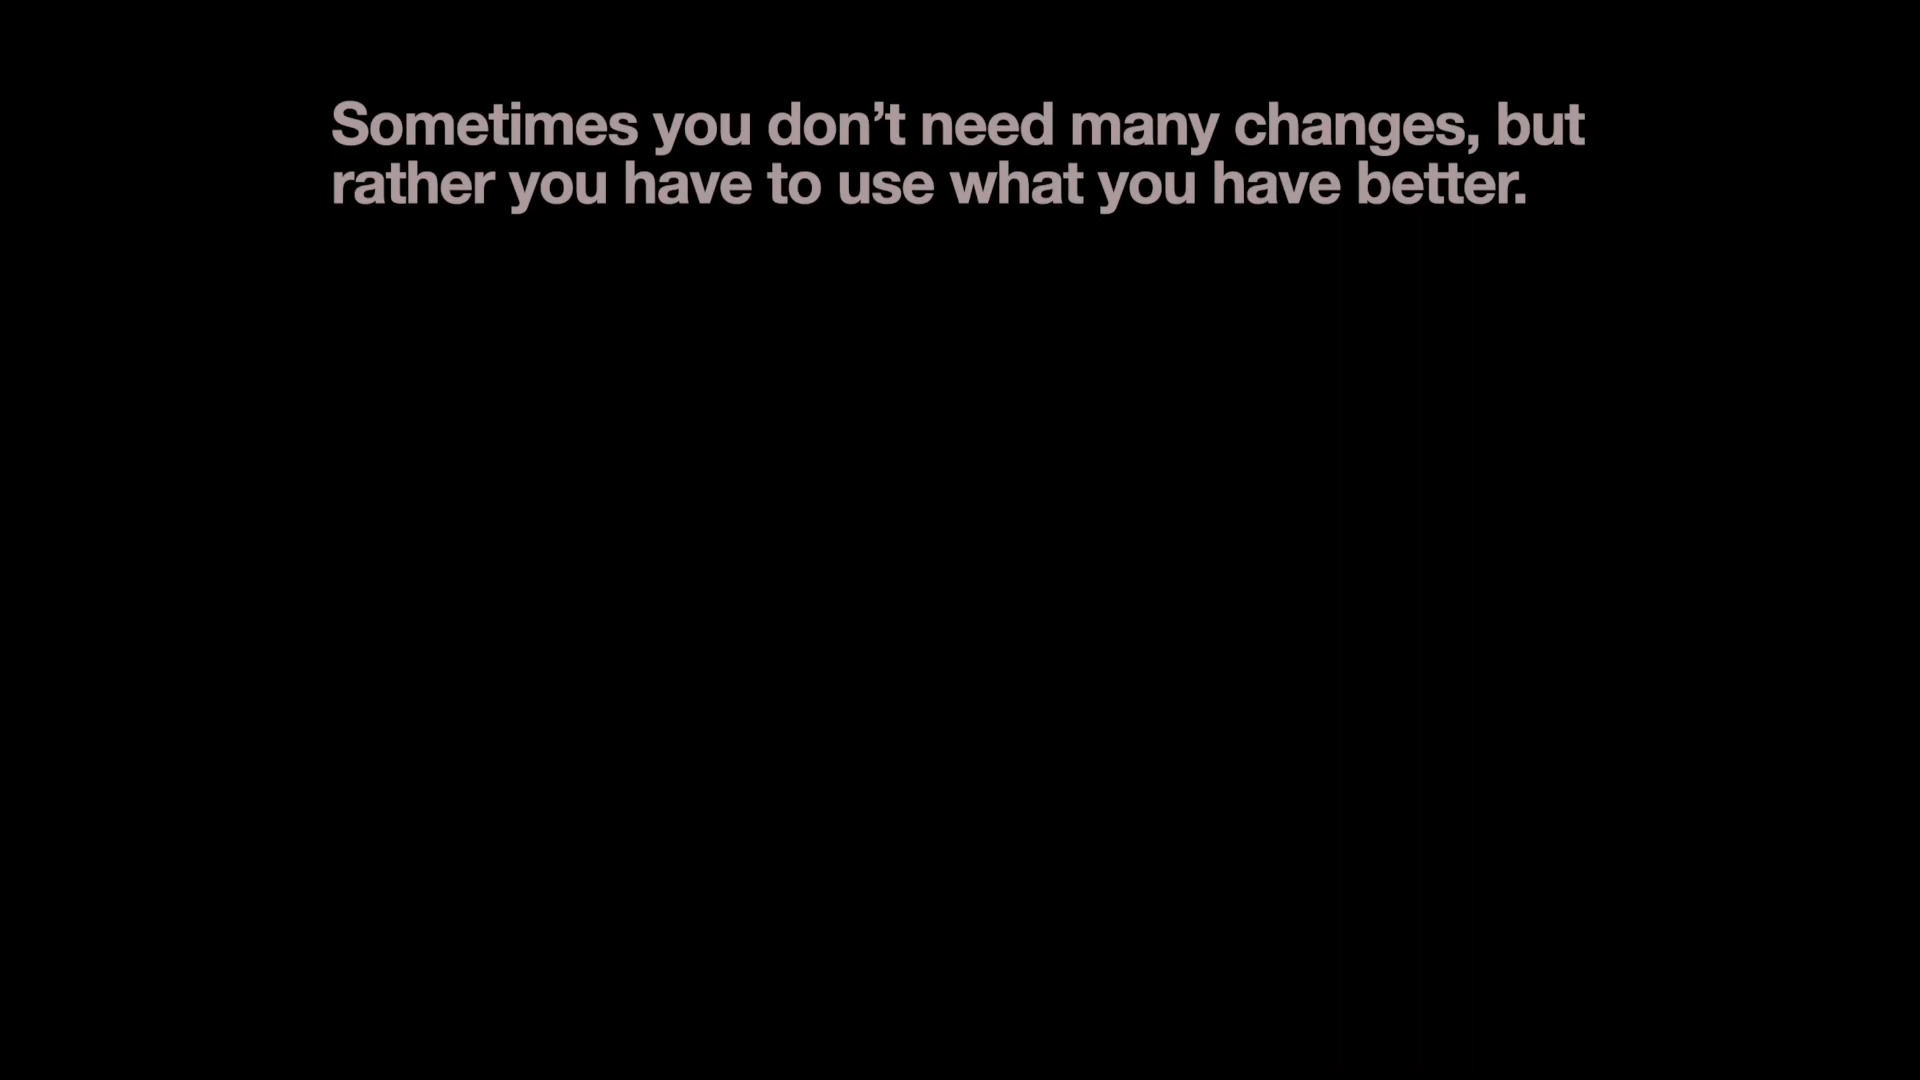 Sometimes you don’t need many changes, but
rather you have to use what you have better.